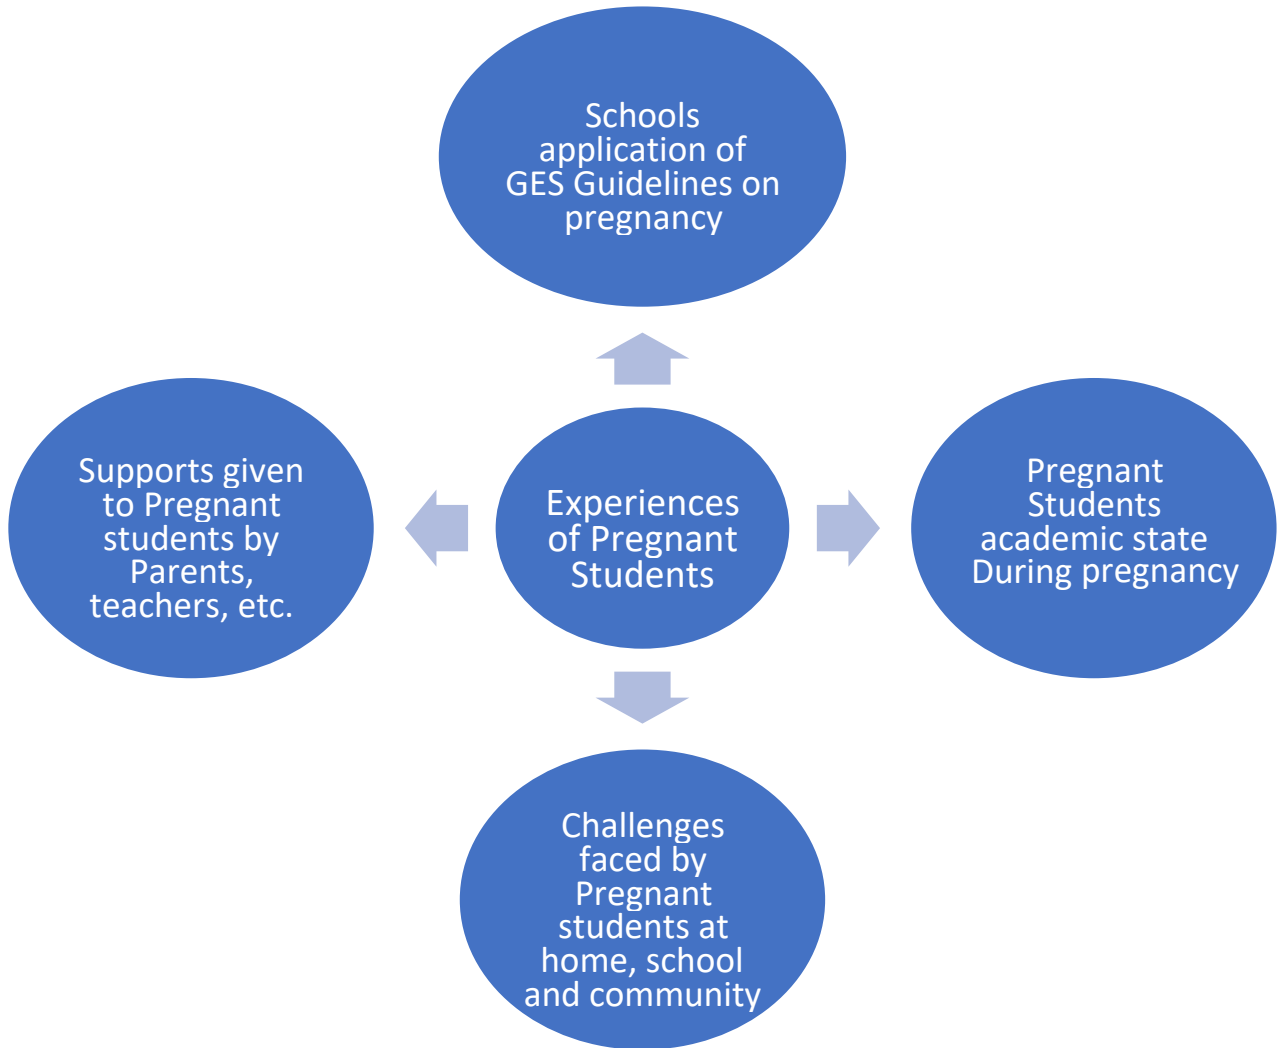 Schools
application of
GES Guidelines on
pregnancy
Supports given
to Pregnant
students by
Parents,
teachers, etc.
Experiences
of Pregnant
Students
Pregnant
Students
academic state
During pregnancy
Challenges
faced by
Pregnant
students at
home, school
and community